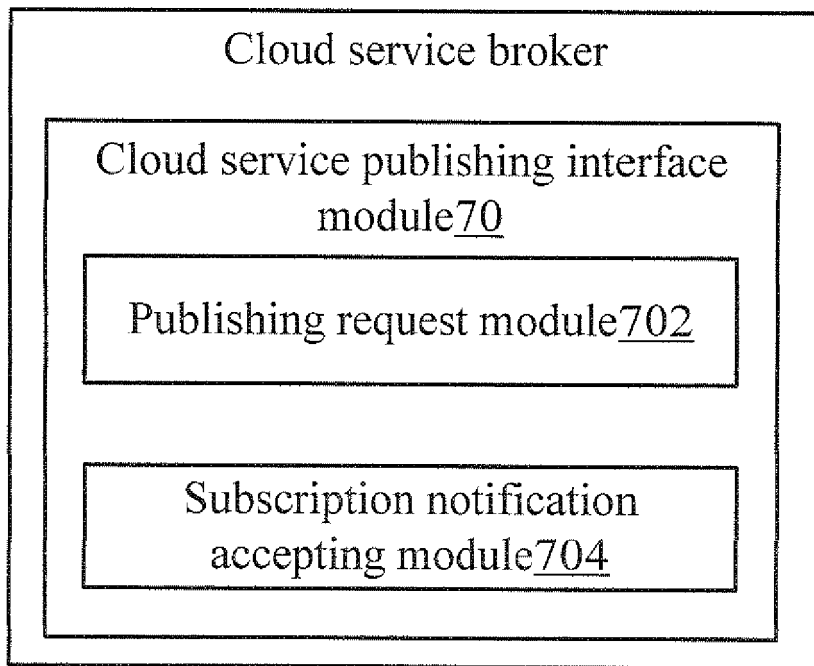 Cloud service broker
Cloud service publishing interface
module70
Publishing request module702
Subscription notification
accepting module704